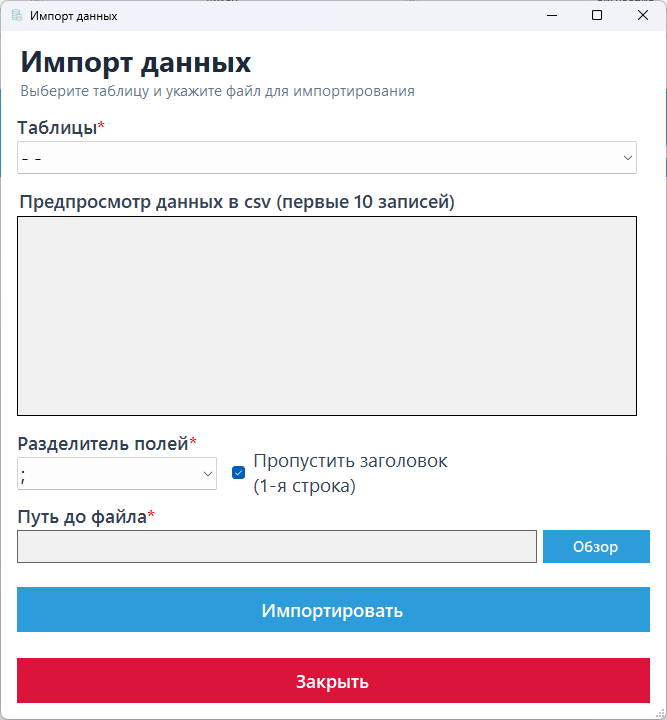 Импорт данных
Импорт данных
Выберите таблицу и укажите файл для импортирования
Таблицы*
- -
Предпросмотр данных в csv (первые 10 записей)
Разделитель полей*
;
Пропустить заголовок
(1-я строка)
Путь до файла*
Обзор
Импортировать
Закрыть